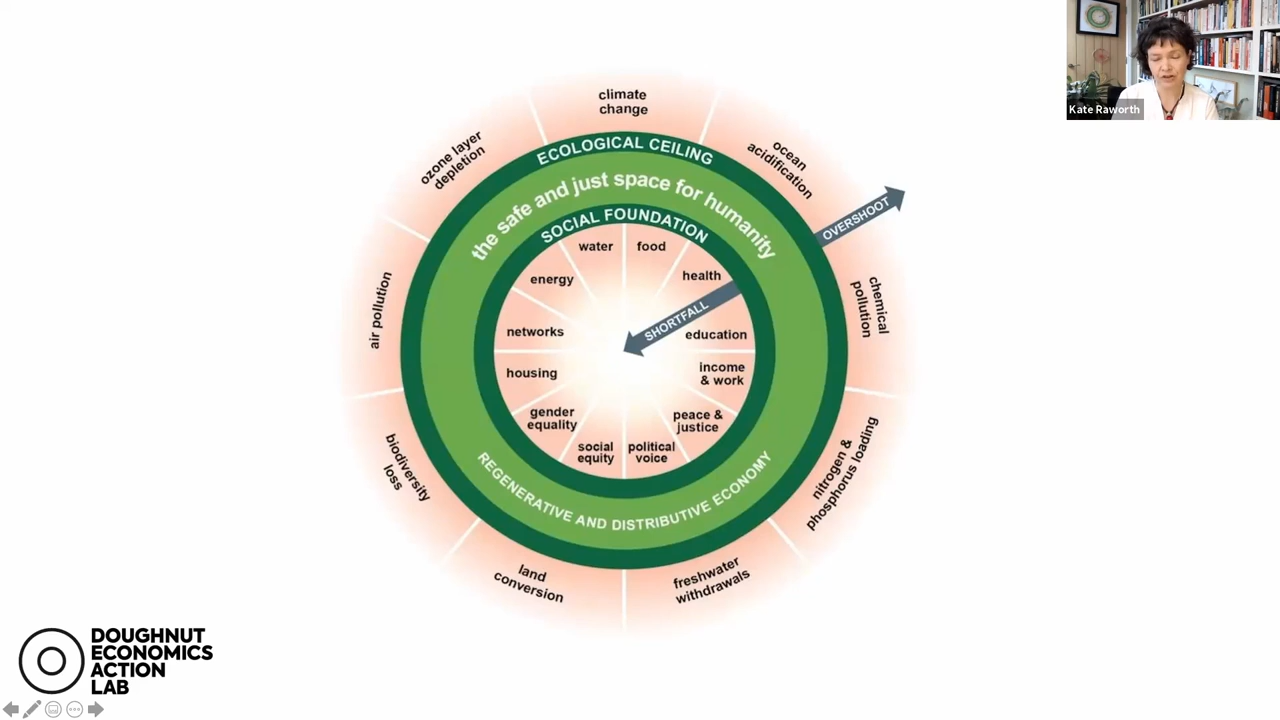 climate
change
ocean
acidification
chemical
pollution
nitrogen &
phosphorus loading
freshwater
withdrawals
land
conversion
biodiversity
loss
air pollution
ozone layer
depletion
ECOLOGICAL CEILING
the safe and just space for humanity
SOCIAL FOUNDATION
OVERSHOOT
water
food
health
education
income
& work
peace &
justice
political
voice
social
equity
gender
equality
housing
networks
energy
SHORTFALL
REGENERATIVE AND DISTRIBUTIVE ECONOMY
Kate Raworth
DOUGHNUT
ECONOMICS
ACTION
LAB